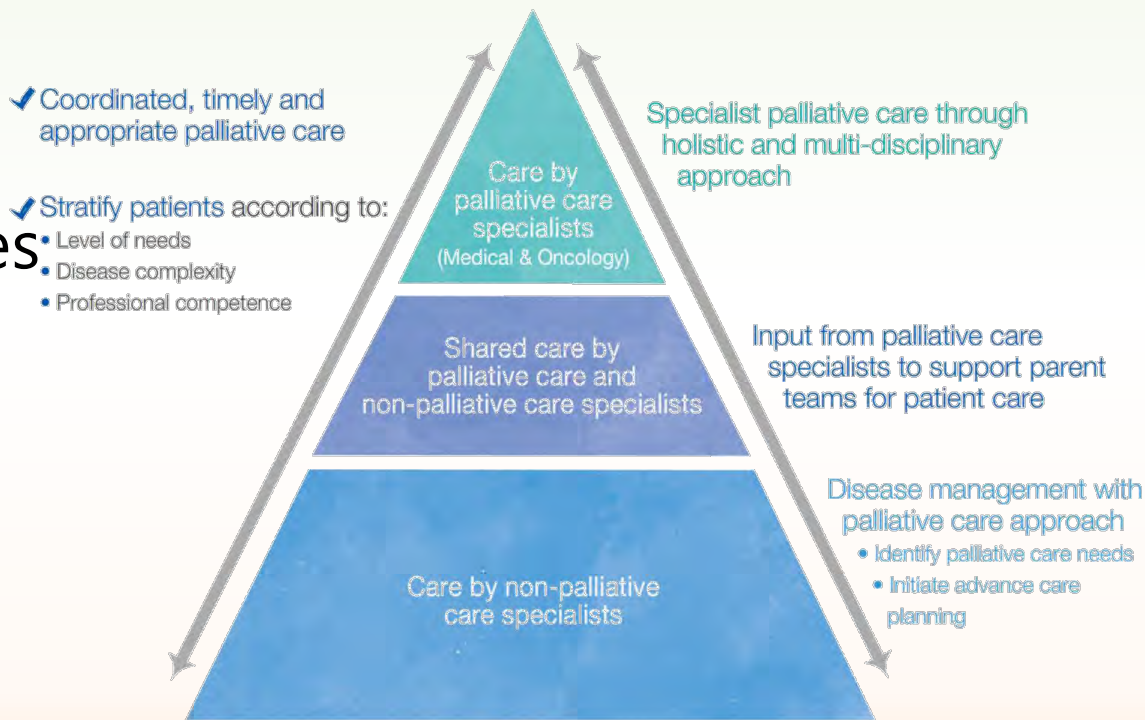 ✔ Coordinated, timely and
appropriate palliative care
✔ Stratify patients according to:
es
• Level of needs
• Disease complexity
• Professional competence
Care by
palliative care
specialists
(Medical & Oncology)
Shared care by
palliative care and
non-palliative care specialists
Care by non-palliative
care specialists
Specialist palliative care through
holistic and multi-disciplinary
approach
Input from palliative care
specialists to support parent
teams for patient care
Disease management with
palliative care approach
• Identify palliative care needs
• Initiate advance care
planning